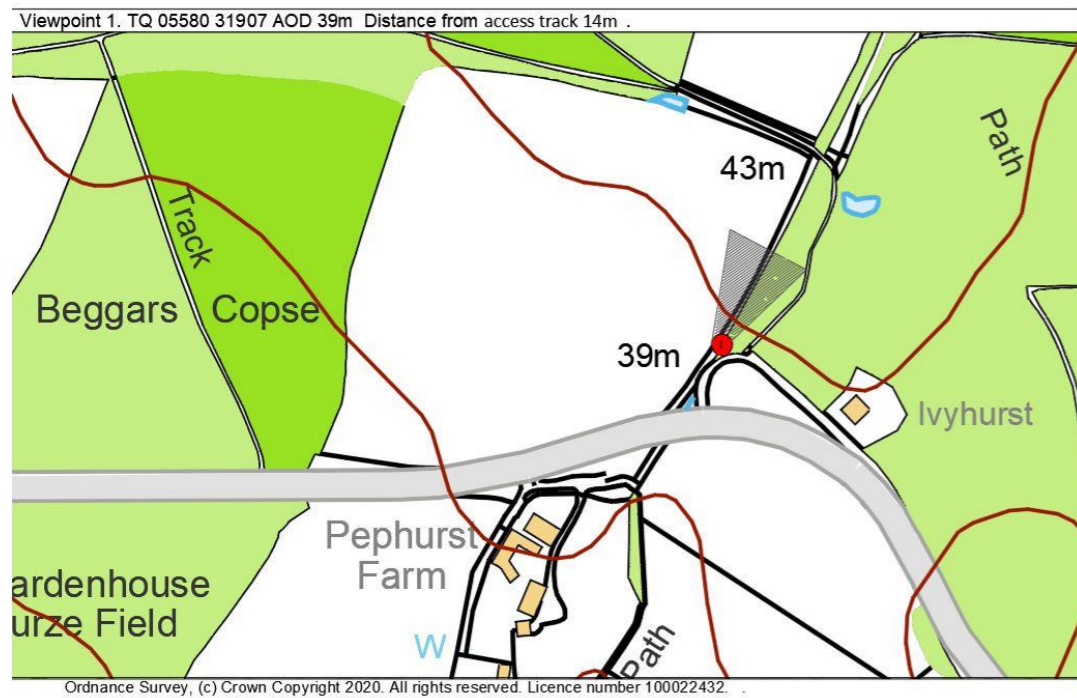 Viewpoint 1. TQ 05580 31907 AOD 39m Distance from access track 14m .
Path
43m
Track
Beggars Copse
39m
Ivyhurst
Pephurst
Farm
ardenhouse
urze Field
W
Path
Ordnance Survey, (c) Crown Copyright 2020. All rights reserved. Licence number 100022432. .